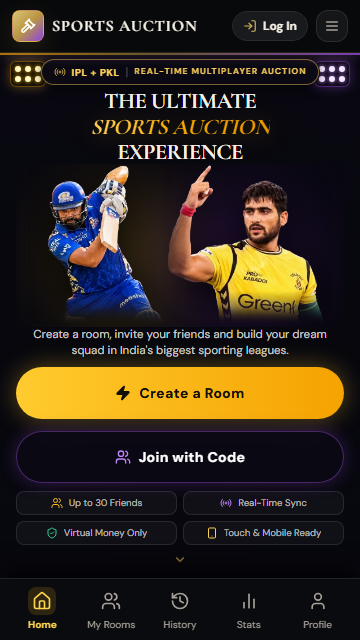 SPORTS AUCTION
Log In
IPL + PKL | REAL-TIME MULTIPLAYER AUCTION
THE ULTIMATE
SPORTS AUCTION
EXPERIENCE
PRO
KABADDI
Green
Create a room, invite your friends and build your dream
squad in India's biggest sporting leagues.
Create a Room
Join with Code
Up to 30 Friends
Real-Time Sync
Virtual Money Only
Touch & Mobile Ready
Home
My Rooms
History
Stats
Profile